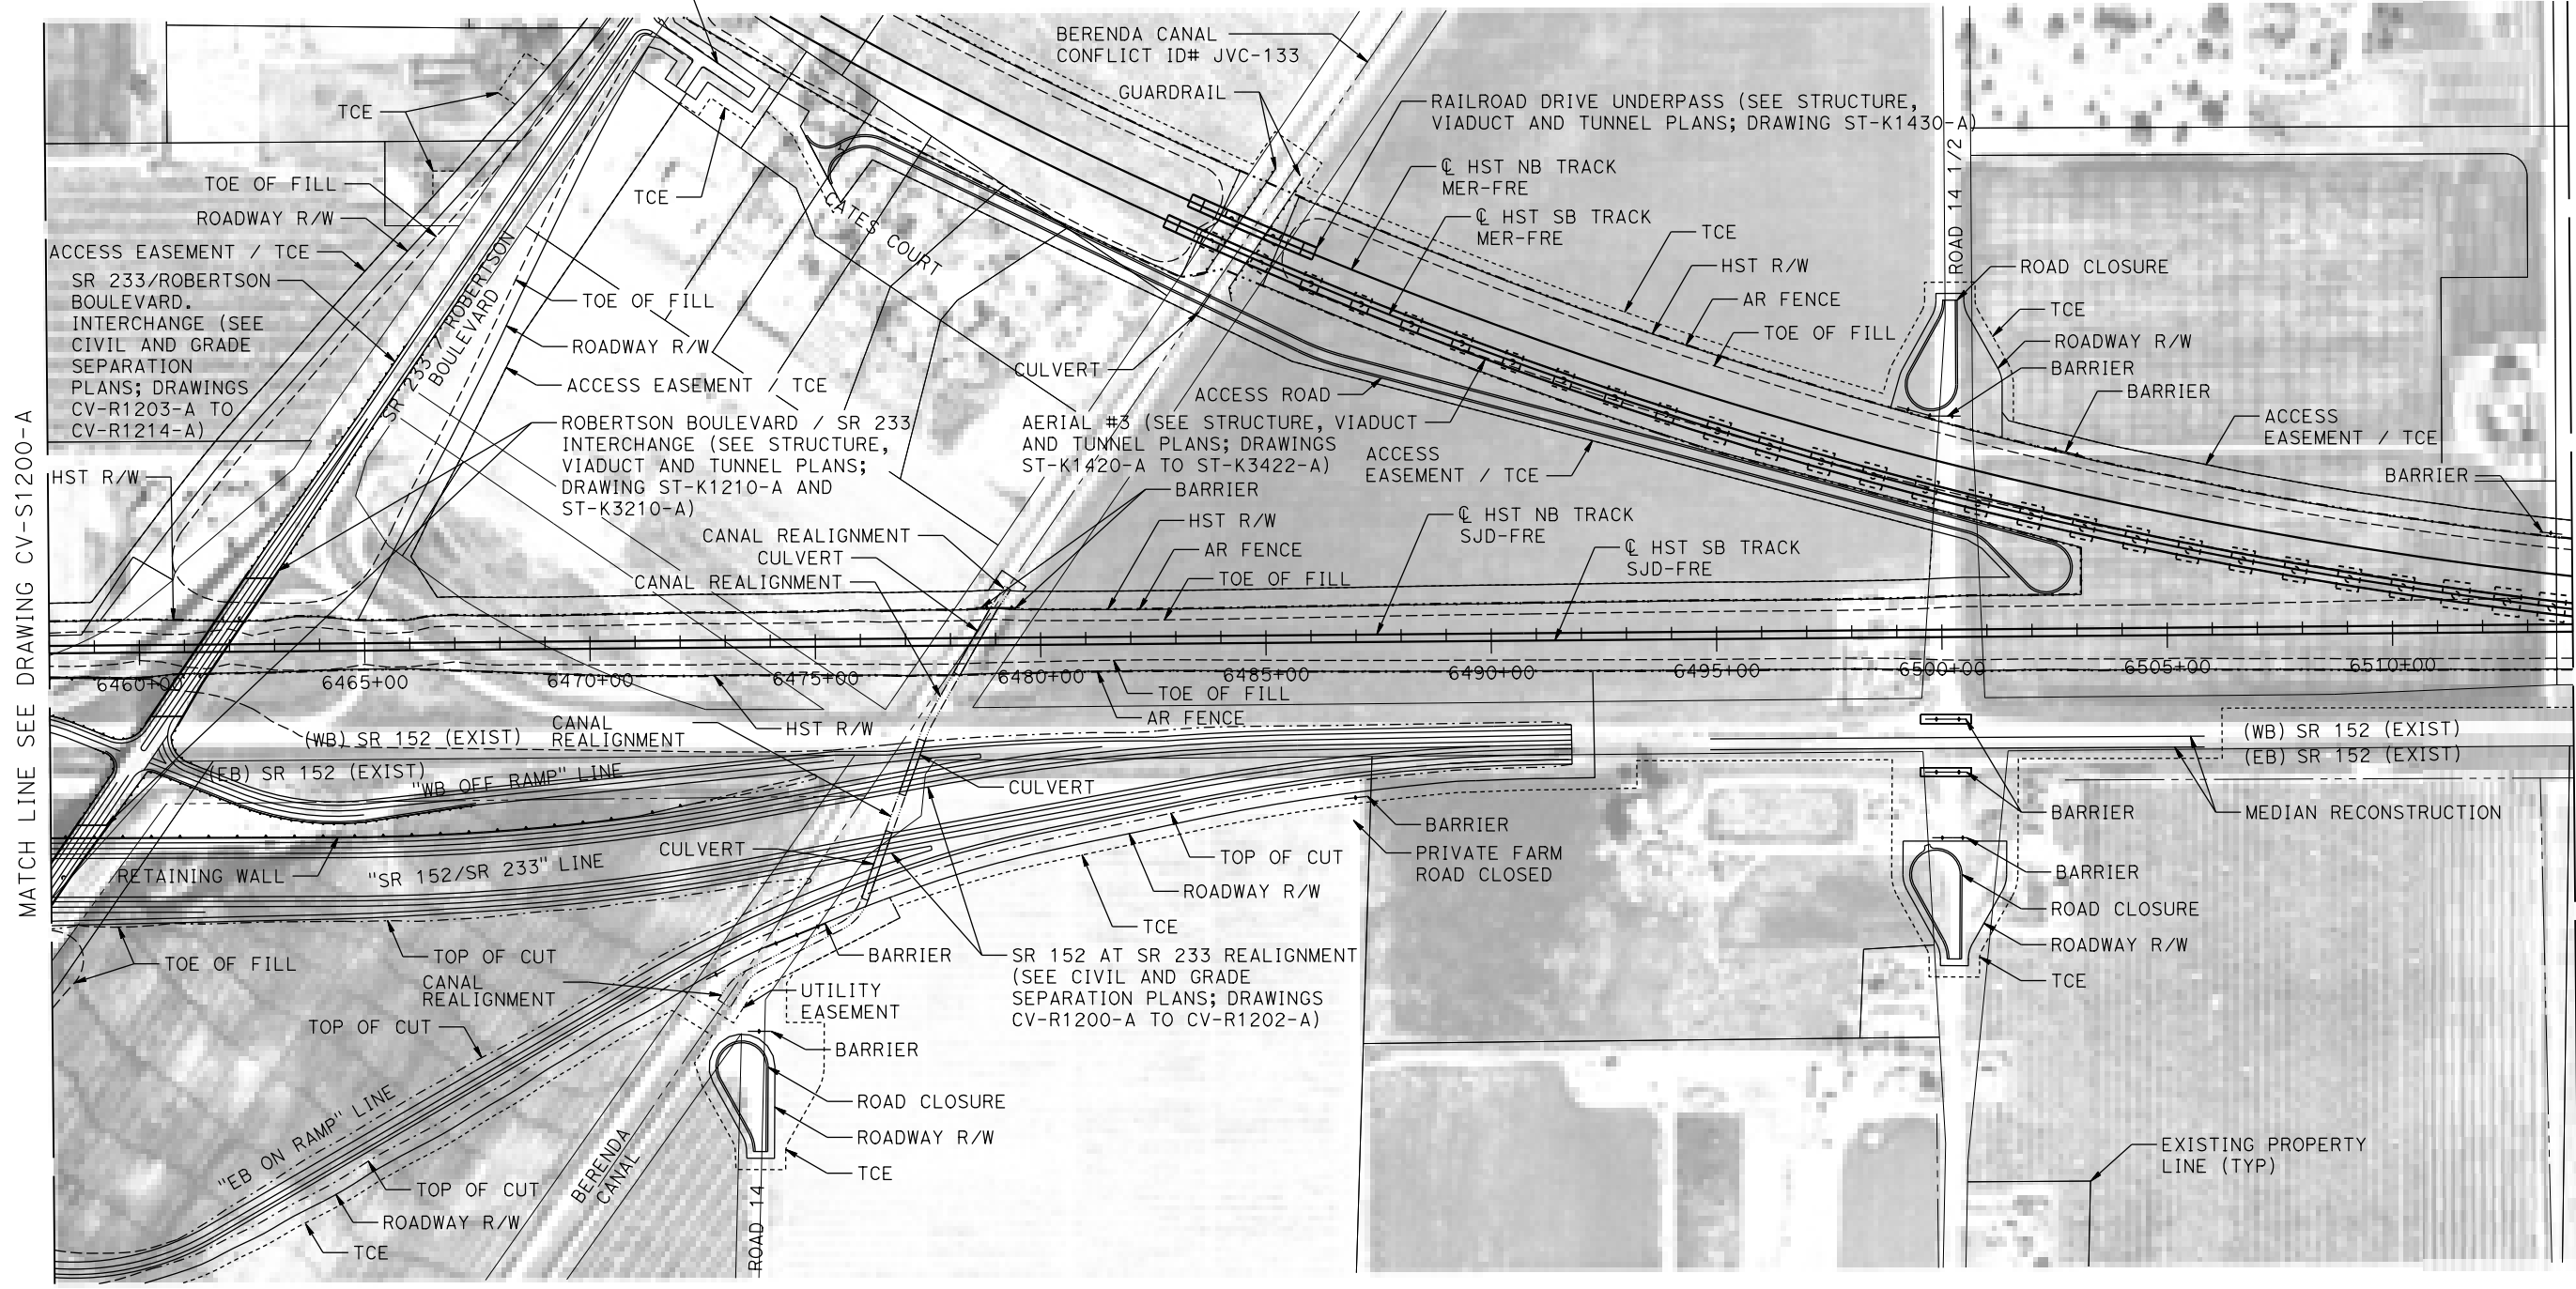 MATCH LINE SEE DRAWING CV-S1200-A
BERENDA CANAL
CONFLICT ID# JVC-133
GUARDRAIL
RAILROAD DRIVE UNDERPASS (SEE STRUCTURE,
VIADUCT AND TUNNEL PLANS; DRAWING ST-K1430-A)
℄ HST NB TRACK
MER-FRE
℄ HST SB TRACK
MER-FRE
TCE
HST R/W
AR FENCE
TOE OF FILL
ROAD 14 1/2
ROAD CLOSURE
TCE
ROADWAY R/W
BARRIER
BARRIER
ACCESS
EASEMENT / TCE
BARRIER
TCE
TCE
TOE OF FILL
ROADWAY R/W
ACCESS EASEMENT / TCE
SR 233/ROBERTSON
BOULEVARD.
INTERCHANGE (SEE
CIVIL AND GRADE
SEPARATION
PLANS; DRAWINGS
CV-R1203-A TO
CV-R1214-A)
HST R/W
SR 233 / ROBERTSON
BOULEVARD
CATES COURT
TOE OF FILL
ROADWAY R/W
ACCESS EASEMENT / TCE
ROBERTSON BOULEVARD / SR 233
INTERCHANGE (SEE STRUCTURE,
VIADUCT AND TUNNEL PLANS;
DRAWING ST-K1210-A AND
ST-K3210-A)
CULVERT
ACCESS ROAD
AERIAL #3 (SEE STRUCTURE, VIADUCT
AND TUNNEL PLANS; DRAWINGS
ST-K1420-A TO ST-K3422-A)
ACCESS
EASEMENT / TCE
BARRIER
HST R/W
AR FENCE
TOE OF FILL
CANAL REALIGNMENT
CULVERT
CANAL REALIGNMENT
℄ HST NB TRACK
SJD-FRE
℄ HST SB TRACK
SJD-FRE
6460+00
6465+00
6470+00
6475+00
6480+00
6485+00
6490+00
6495+00
6500+00
6505+00
6510+00
TOE OF FILL
AR FENCE
HST R/W
CANAL
REALIGNMENT
(WB) SR 152 (EXIST)
(EB) SR 152 (EXIST)
"WB OFF RAMP" LINE
CULVERT
(WB) SR 152 (EXIST)
(EB) SR 152 (EXIST)
BARRIER
MEDIAN RECONSTRUCTION
BARRIER
PRIVATE FARM
ROAD CLOSED
RETAINING WALL
"SR 152/SR 233" LINE
CULVERT
TOP OF CUT
ROADWAY R/W
TCE
BARRIER
ROAD CLOSURE
ROADWAY R/W
TCE
TOE OF FILL
TOP OF CUT
CANAL
REALIGNMENT
TOP OF CUT
BARRIER
UTILITY
EASEMENT
SR 152 AT SR 233 REALIGNMENT
(SEE CIVIL AND GRADE
SEPARATION PLANS; DRAWINGS
CV-R1200-A TO CV-R1202-A)
BARRIER
ROAD CLOSURE
ROADWAY R/W
TCE
"EB ON RAMP" LINE
TOP OF CUT
ROADWAY R/W
TCE
BERENDA
CANAL
ROAD 14
EXISTING PROPERTY
LINE (TYP)